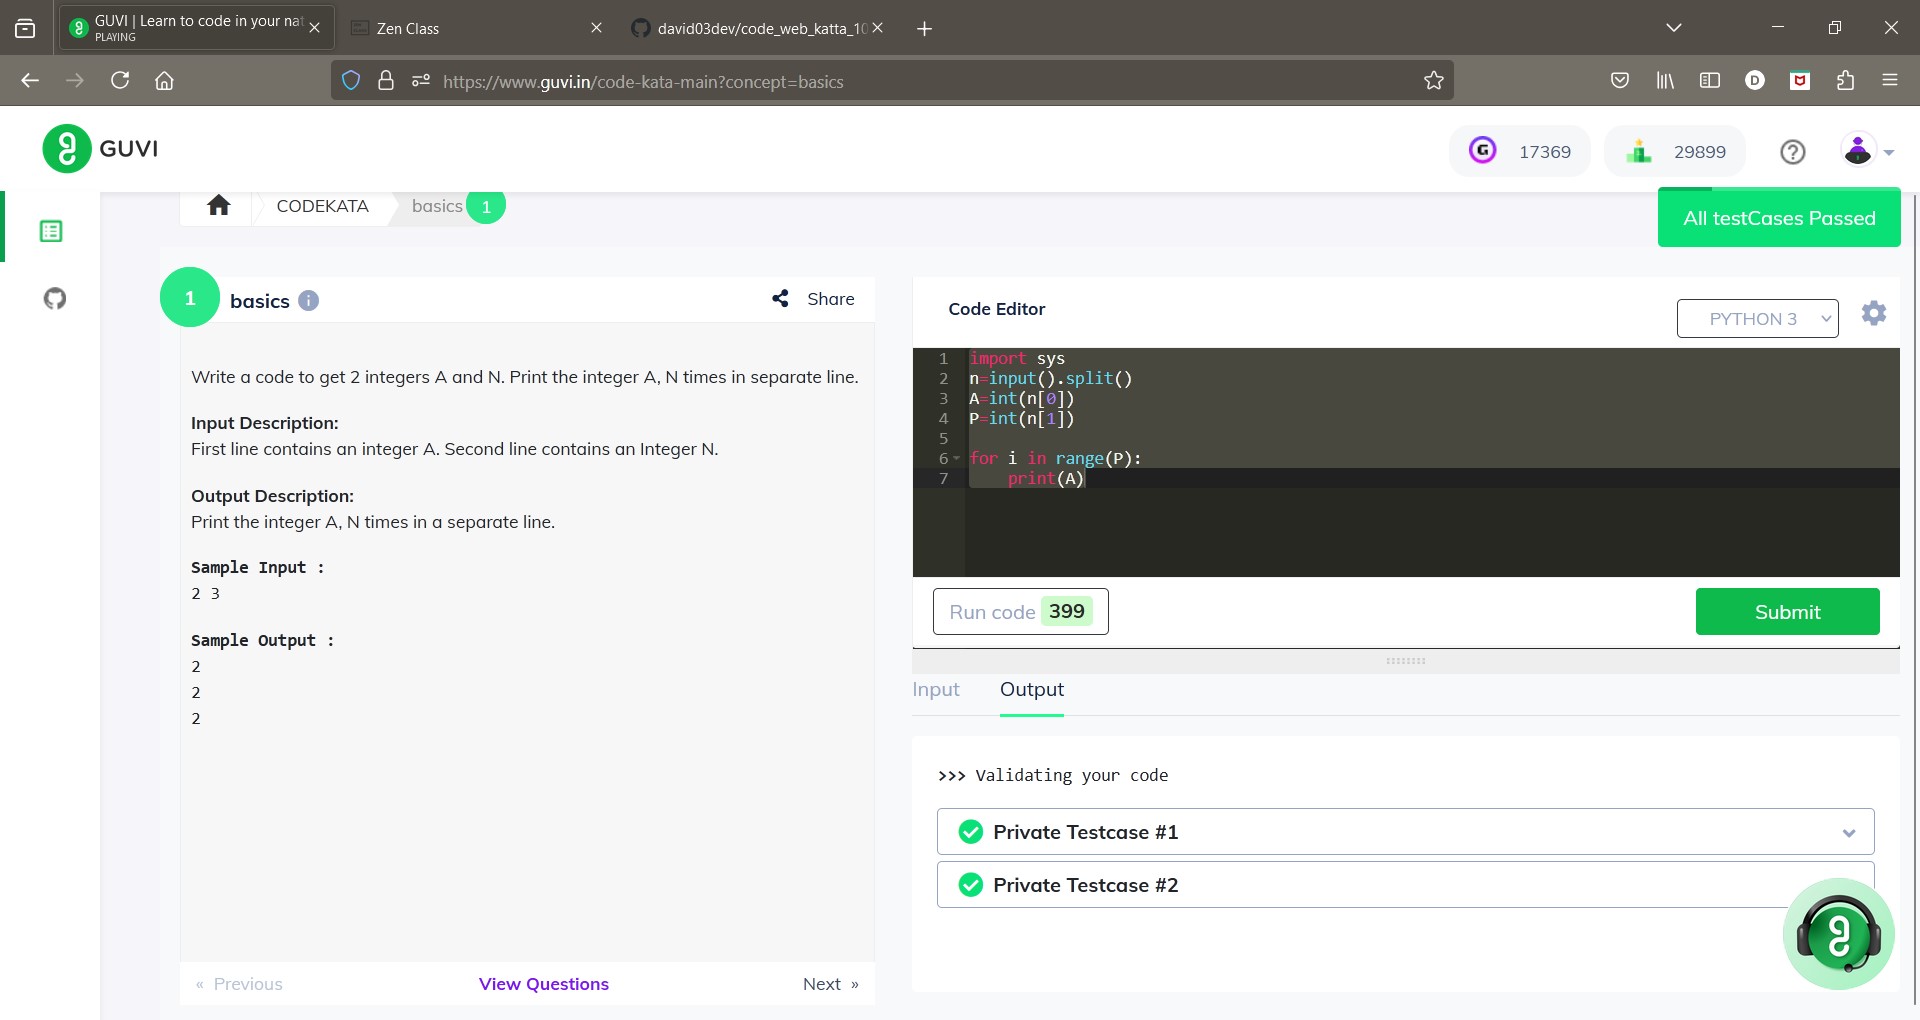 GUVI | Learn to code in your nat
PLAYING
Zen Class
david03dev/code_web_katta_10
https://www.guvi.in/code-kata-main?concept=basics
D
GUVI
G
17369
29899
CODEKATA
basics
1
All testCases Passed
1
basics
i
Share
Write a code to get 2 integers A and N. Print the integer A, N times in separate line.
Input Description:
First line contains an integer A. Second line contains an Integer N.
Output Description:
Print the integer A, N times in a separate line.
Sample Input :
2 3
Sample Output :
2
2
2
« Previous
View Questions
Next »
Code Editor
PYTHON 3
1 import sys
2 n=input().split()
3 A=int(n[0])
4 P=int(n[1])
5
6 for i in range(P):
7     print(A)
Run code 399
Submit
Input
Output
>>> Validating your code
Private Testcase #1
Private Testcase #2